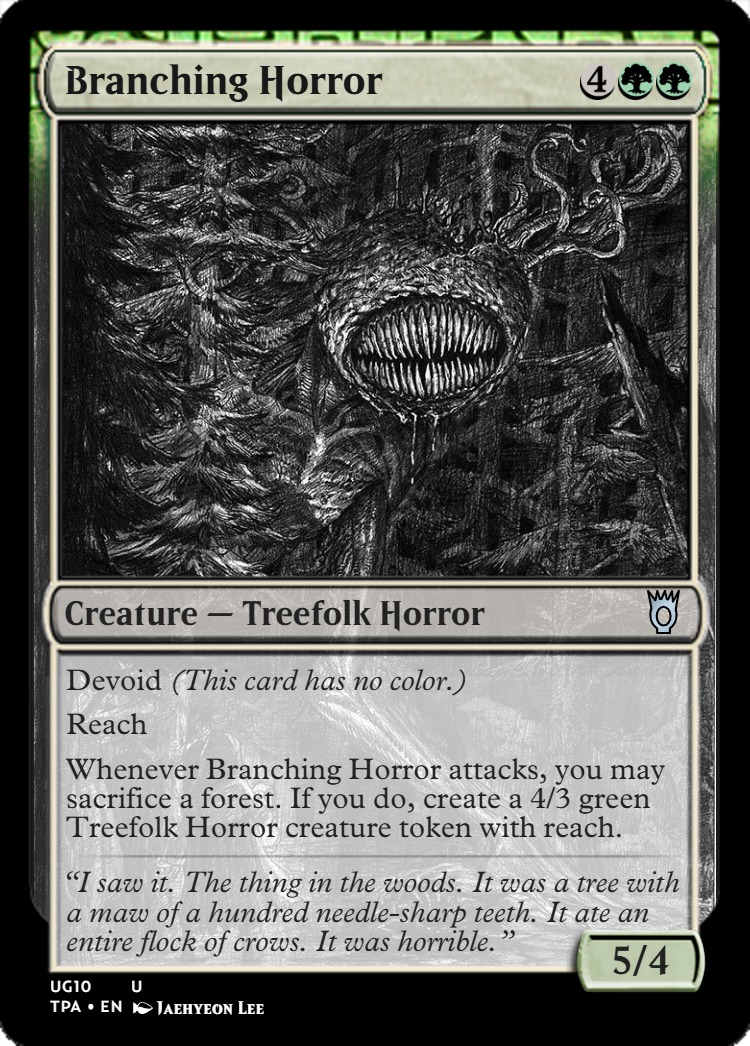 Branching Horror 4
Creature — Treefolk Horror
Devoid (This card has no color.)
Reach
Whenever Branching Horror attacks, you may
sacrifice a forest. If you do, create a 4/3 green
Treefolk Horror creature token with reach.
“I saw it. The thing in the woods. It was a tree with
a maw of a hundred needle-sharp teeth. It ate an
entire flock of crows. It was horrible.”
5/4
UG10 U
TPA • EN Jaehyeon Lee